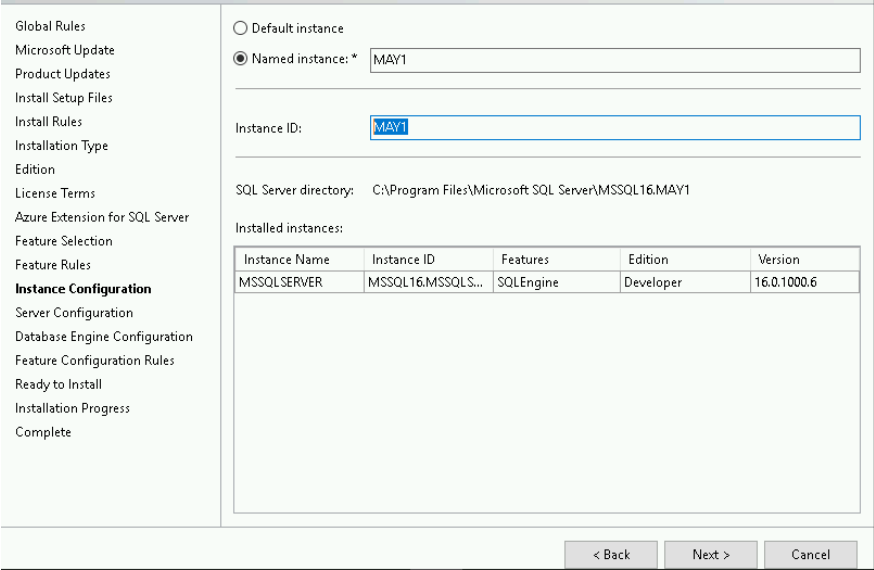 Global Rules
Microsoft Update
Product Updates
Install Setup Files
Install Rules
Installation Type
Edition
License Terms
Azure Extension for SQL Server
Feature Selection
Feature Rules
Instance Configuration
Server Configuration
Database Engine Configuration
Feature Configuration Rules
Ready to Install
Installation Progress
Complete
Default instance
Named instance: * MAY1
Instance ID: MAY1
SQL Server directory: C:\Program Files\Microsoft SQL Server\MSSQL16.MAY1
Installed instances:
Instance Name Instance ID Features Edition Version
MSSQLSERVER MSSQL16.MSSQLS... SQLEngine Developer 16.0.1000.6
< Back Next > Cancel